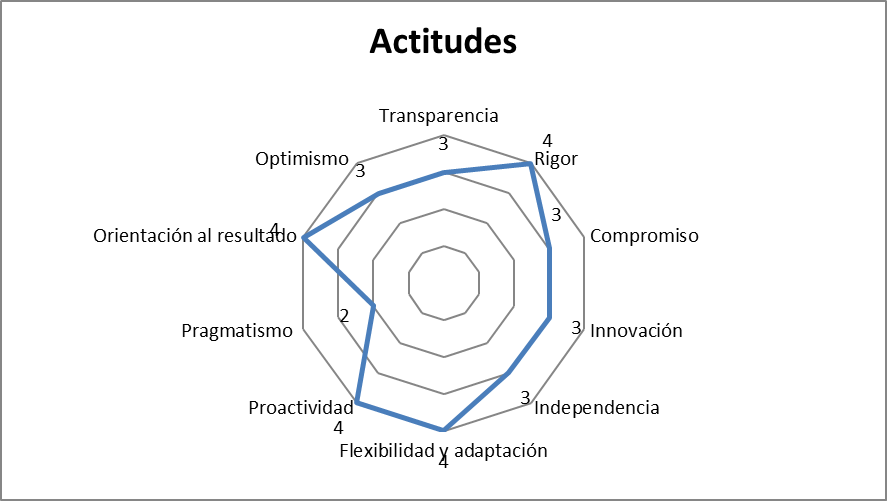 Actitudes
Transparencia
3
4
Rigor
Optimismo
3
3
Compromiso
4
Orientación al resultado
2
Pragmatismo
3
Innovación
3
Independencia
Proactividad
4
Flexibilidad y adaptación
4